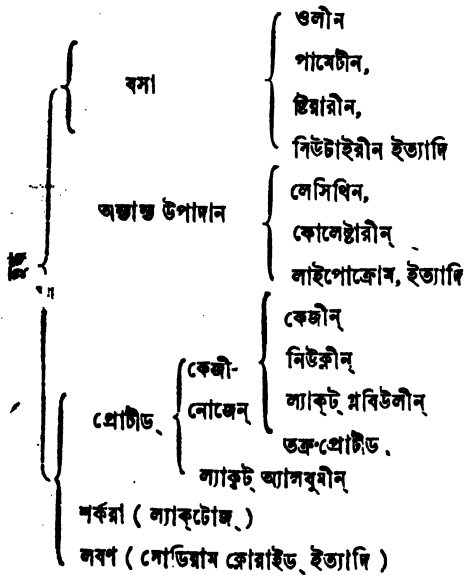 ওলীন
বসা
পামেটীন,
ষ্টিয়ারীন,
বিউটাইরীন ইত্যাদি
লেসিথিন,
অন্যান্য উপাদান
কোলেষ্টারীন্
লাইপোক্রোম, ইত্যাদি
দুগ্ধ
কেজীন্
কেজী-
নিউক্লীন্
নোজেন্
ল্যাক্‌ট্ গ্লবিউলীন্
প্রোটীড্
তক্র-প্রোটীড্
ল্যাক্‌ট্ অ্যালবুমীন্
শর্করা ( ল্যাক্‌টোজ্ )
লবণ ( সোডিয়াম ক্লোরাইড্ ইত্যাদি )